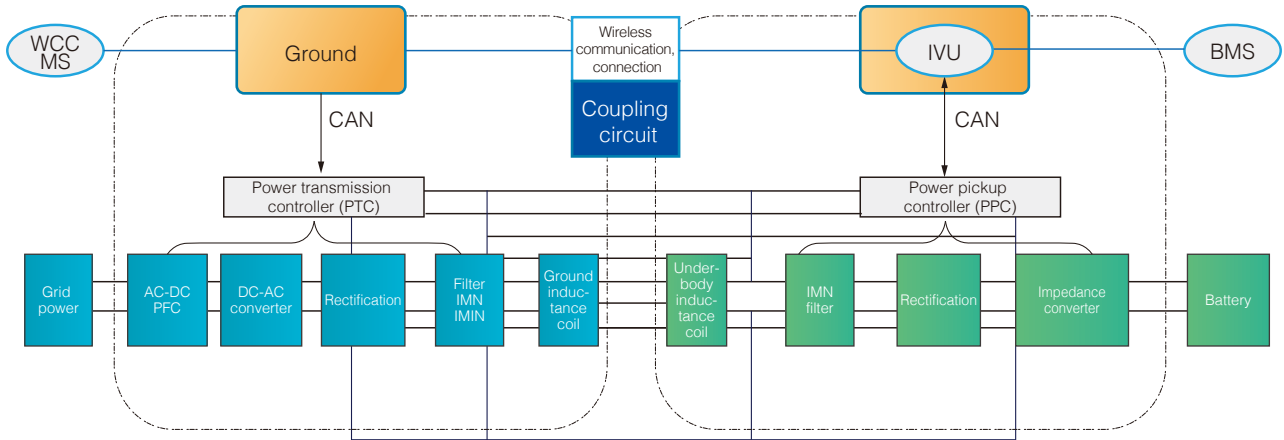 WCC
MS
Ground
Wireless
communication,
connection
IVU
BMS
Coupling
circuit
CAN
CAN
Power transmission
controller (PTC)
Power pickup
controller (PPC)
Grid
power
AC-DC
PFC
DC-AC
converter
Rectification
Filter
IMN
IMIN
Ground
induc-
tance
coil
Under-
body
induc-
tance
coil
IMN
filter
Rectification
Impedance
converter
Battery